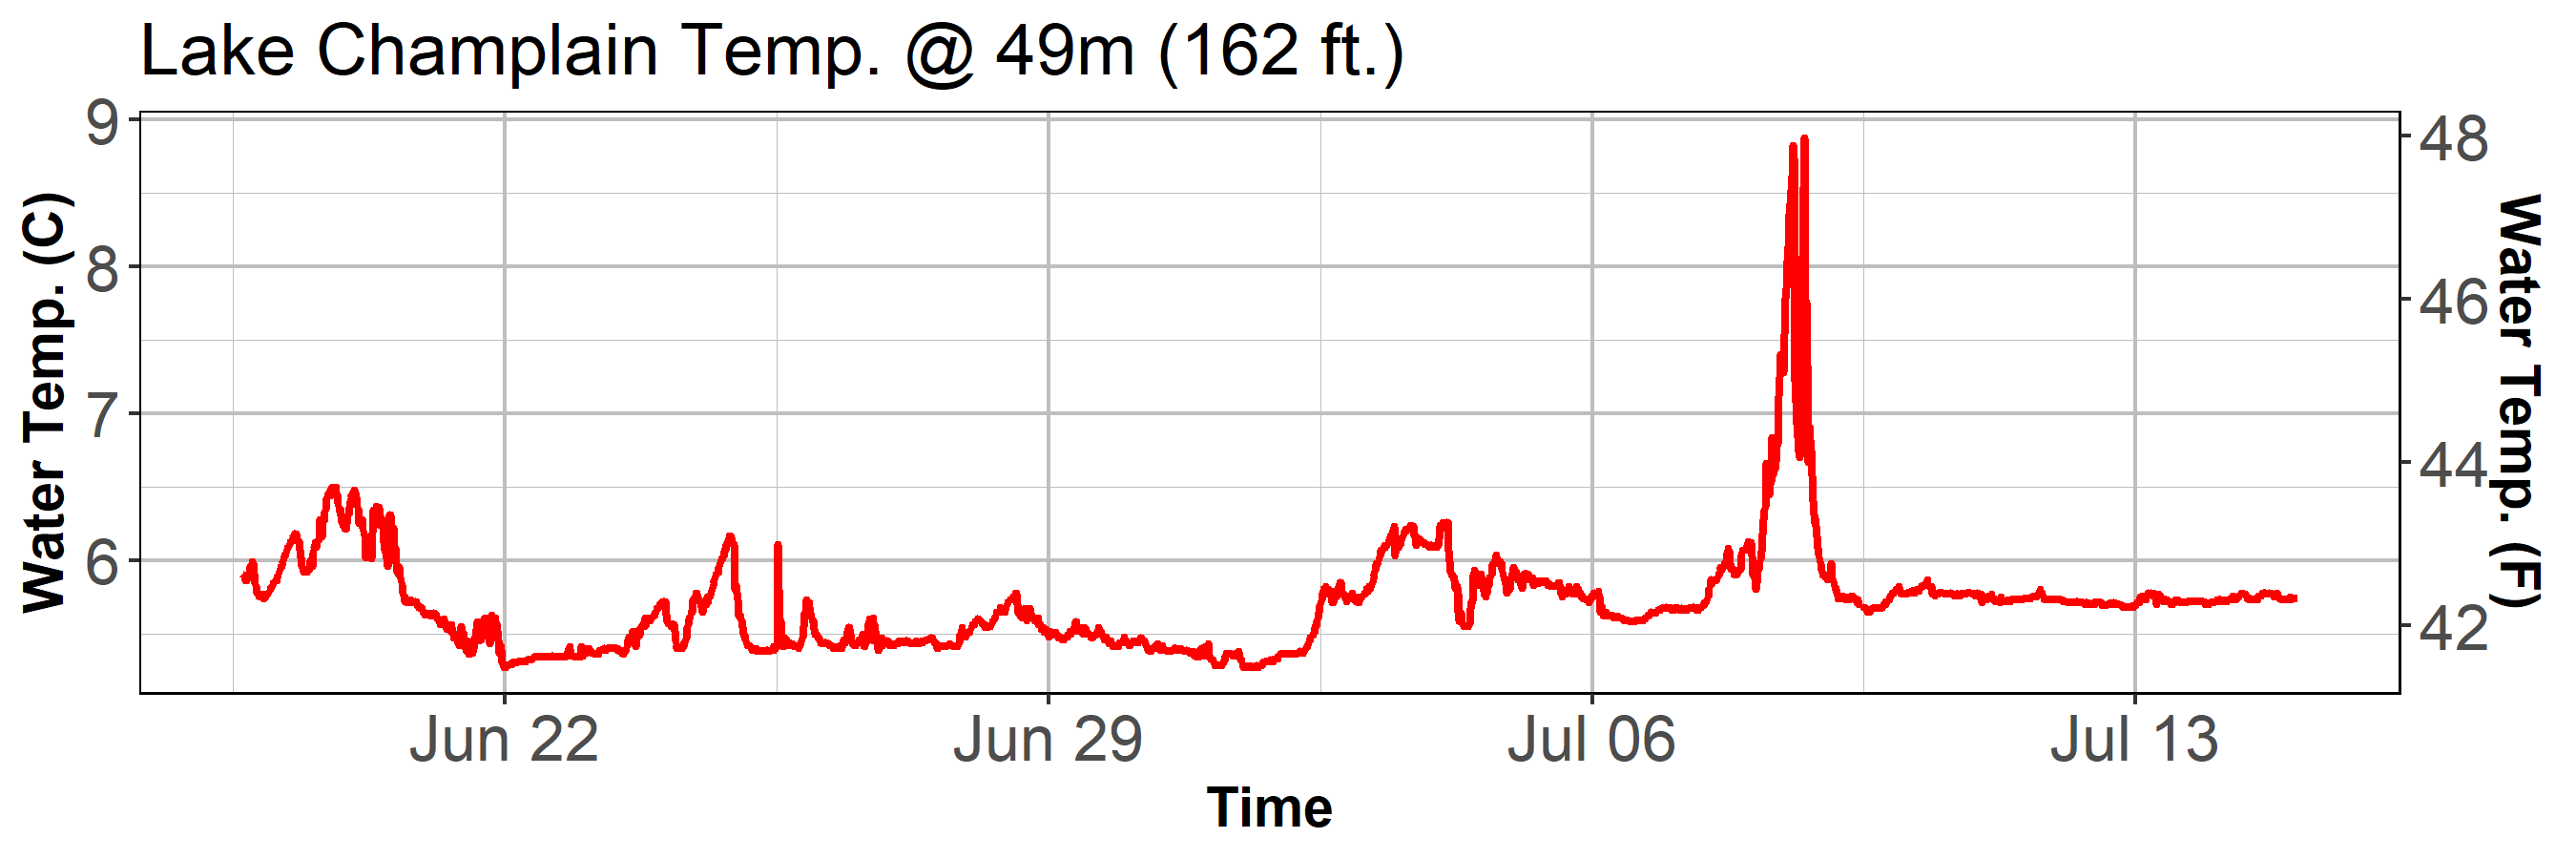 Lake Champlain Temp. @ 49m (162 ft.)
Water Temp. (C)
9
8
7
6
48
46
44
42
Water Temp. (F)
Jun 22
Jun 29
Jul 06
Jul 13
Time